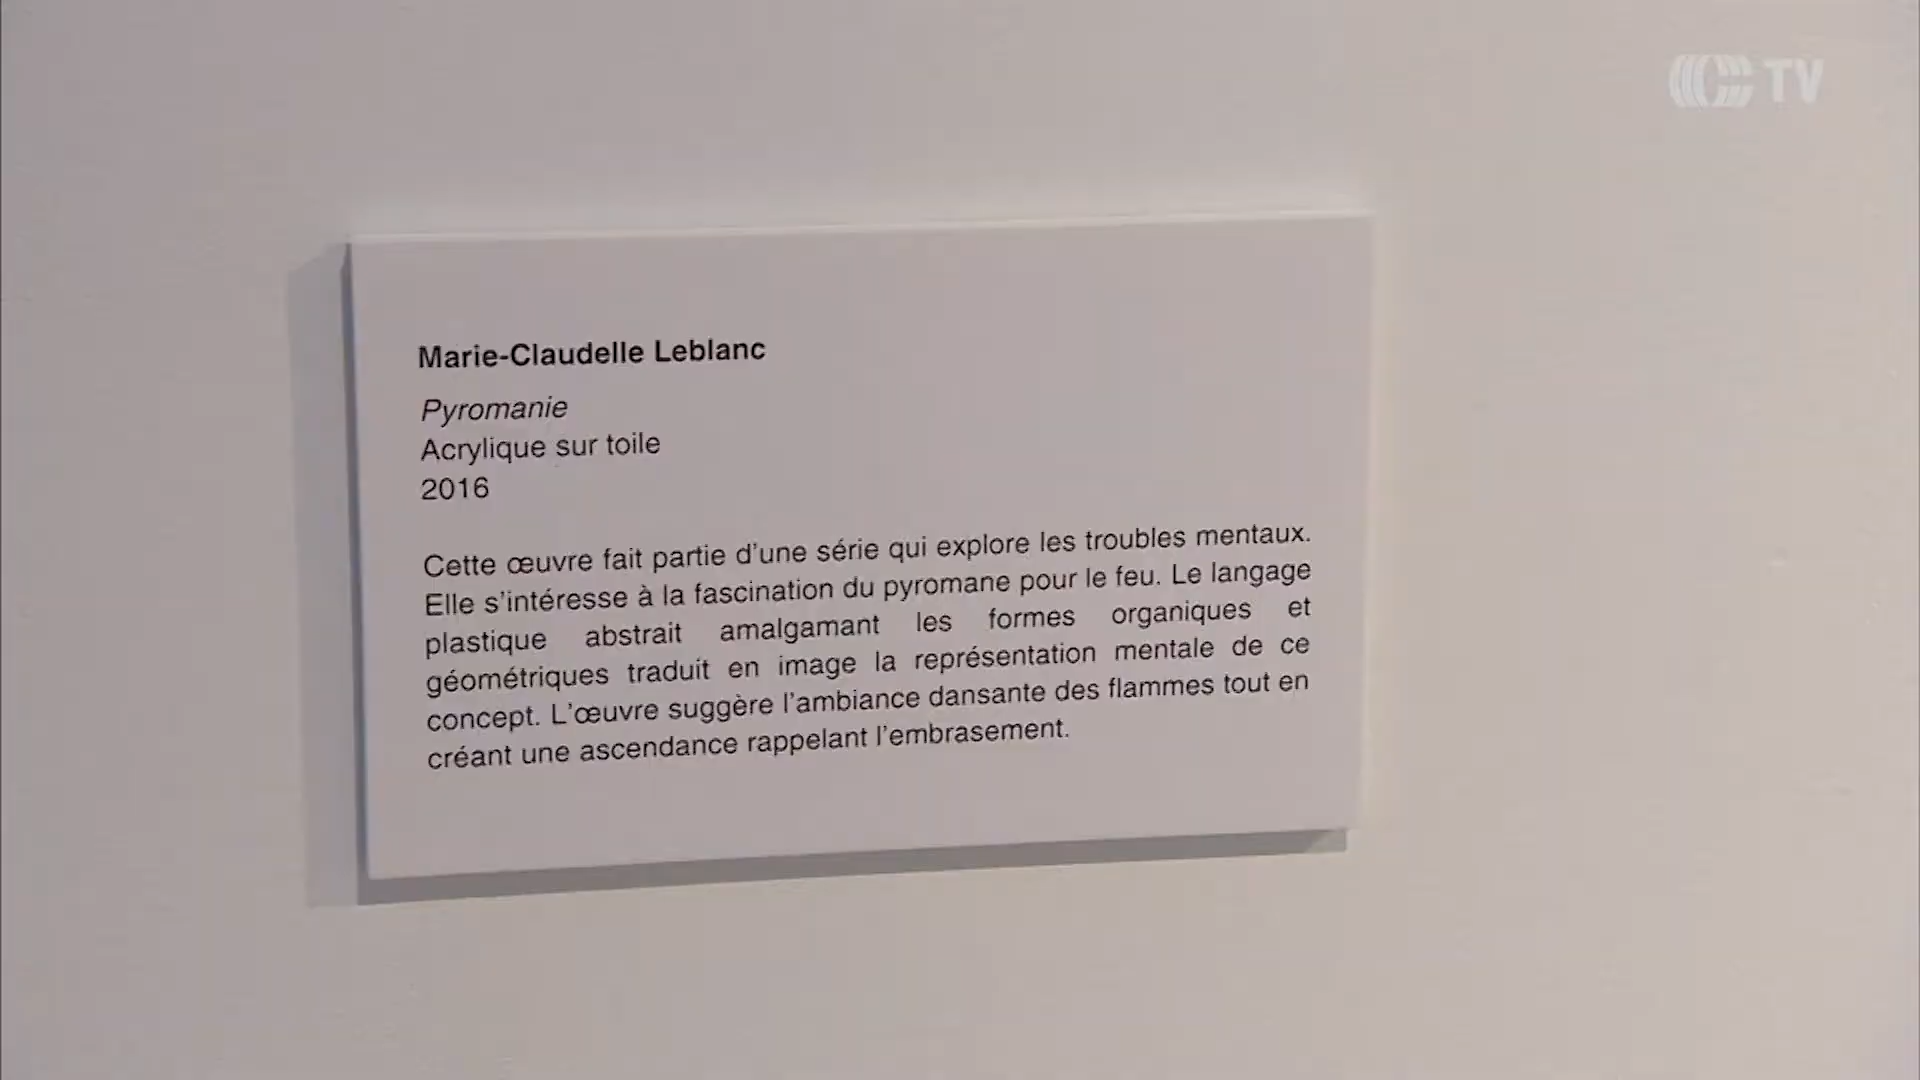 TV
Marie-Claudelle Leblanc
Pyromanie
Acrylique sur toile
2016
Cette œuvre fait partie d'une série qui explore les troubles mentaux.
Elle s'intéresse à la fascination du pyromane pour le feu. Le langage
plastique abstrait amalgamant les formes organiques et
géométriques traduit en image la représentation mentale de ce
concept. L'œuvre suggère l'ambiance dansante des flammes tout en
créant une ascendance rappelant l'embrasement.